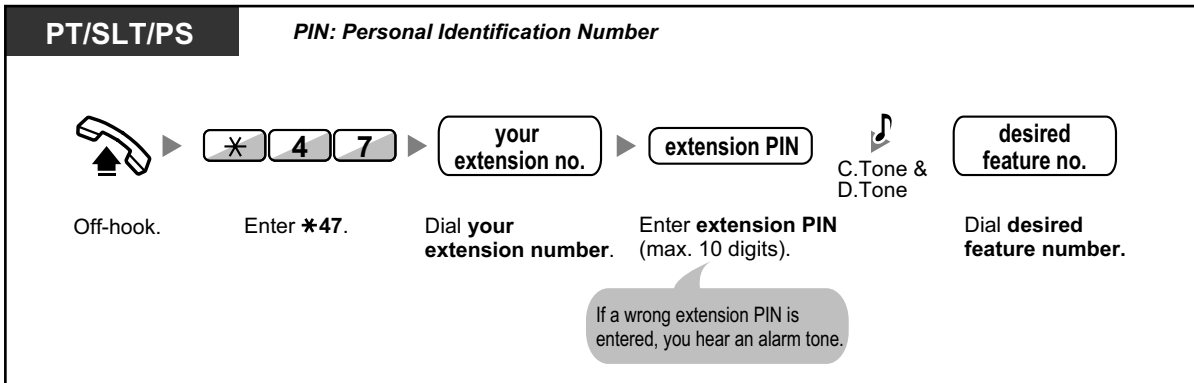 PT/SLT/PS
PIN: Personal Identification Number
* 4 7
your
extension no.
extension PIN
C.Tone &
D.Tone
desired
feature no.
Off-hook.
Enter *47.
Dial your
extension number.
Enter extension PIN
(max. 10 digits).
Dial desired
feature number.
If a wrong extension PIN is
entered, you hear an alarm tone.